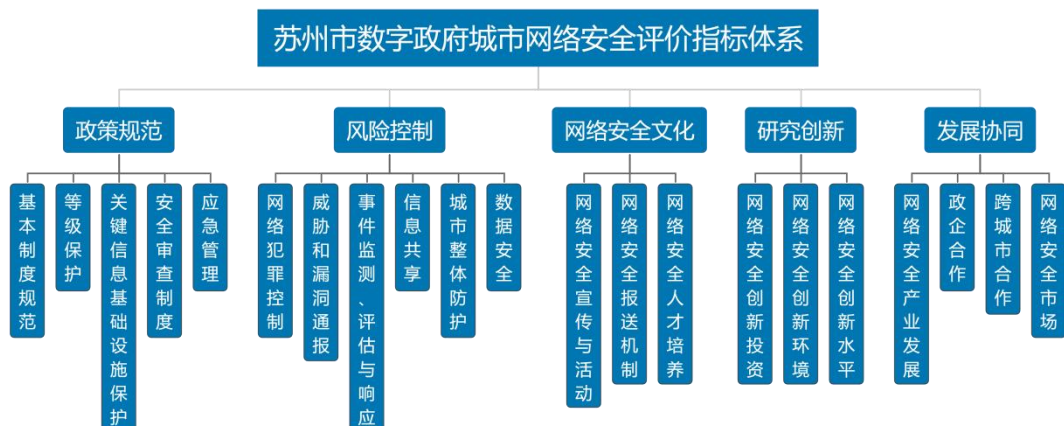 苏州市数字政府城市网络安全评价指标体系
政策规范
风险控制
网络安全文化
研究创新
发展协同
基本制度规范
等级保护
关键信息基础设施保护
安全审查制度
应急管理
网络犯罪控制
威胁和漏洞通报
事件监测、评估与响应
信息共享
城市整体防护
数据安全
网络安全宣传与活动
网络安全报送机制
网络安全人才培养
网络安全创新投资
网络安全创新环境
网络安全创新水平
网络安全产业发展
政企合作
跨城市合作
网络安全市场